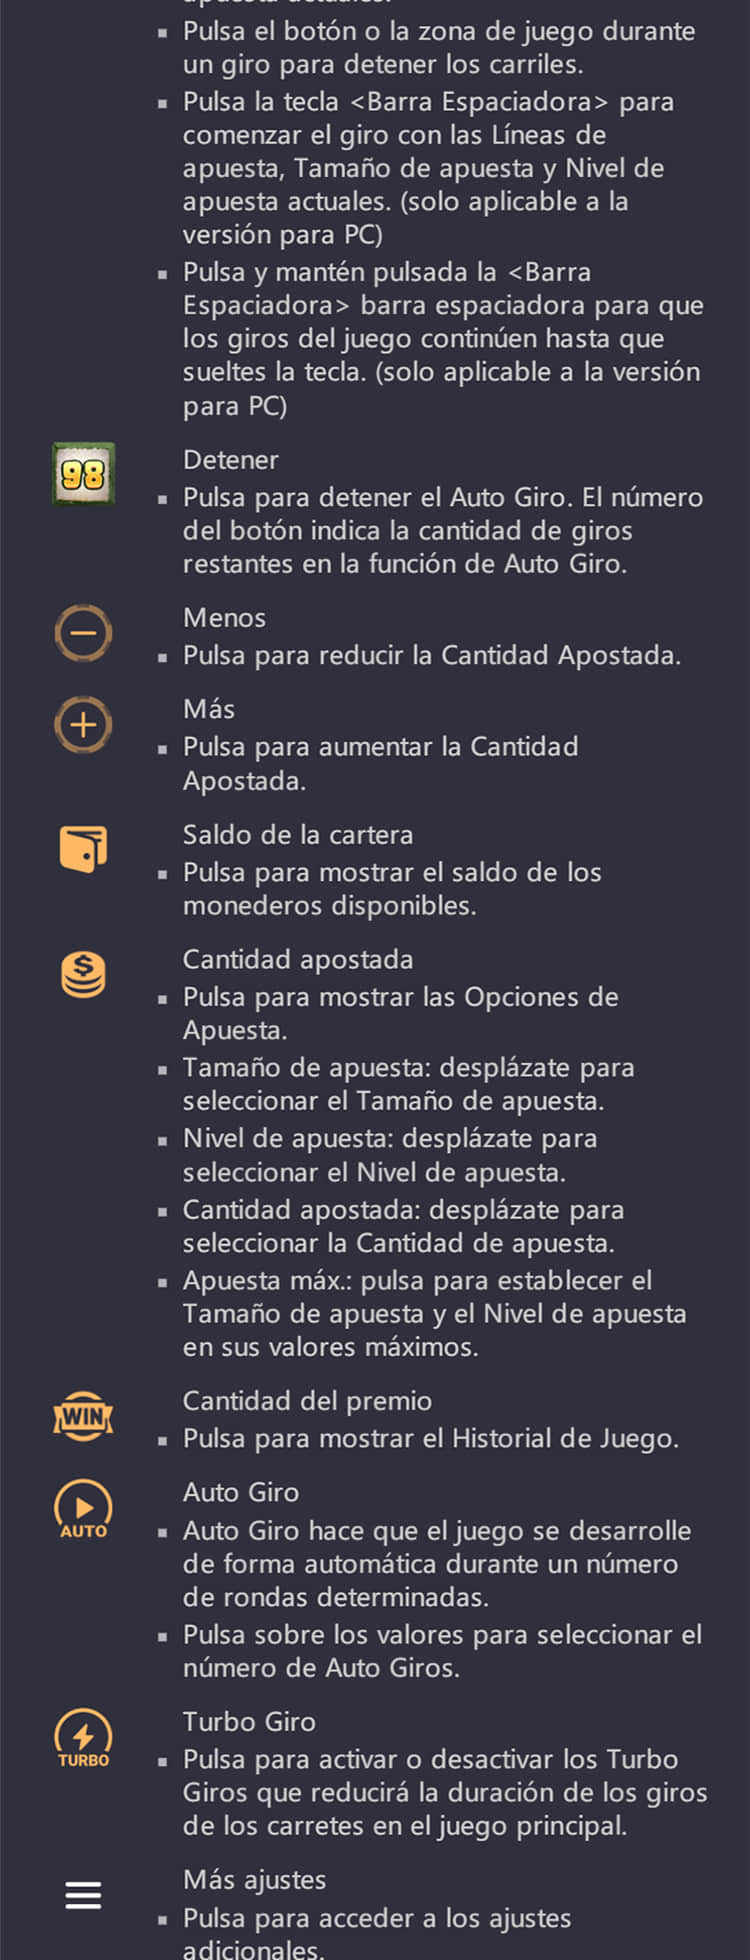 apuesta actuales.
▪ Pulsa el botón o la zona de juego durante
un giro para detener los carriles.
▪ Pulsa la tecla <Barra Espaciadora> para
comenzar el giro con las Líneas de
apuesta, Tamaño de apuesta y Nivel de
apuesta actuales. (solo aplicable a la
versión para PC)
▪ Pulsa y mantén pulsada la <Barra
Espaciadora> barra espaciadora para que
los giros del juego continúen hasta que
sueltes la tecla. (solo aplicable a la versión
para PC)
98
Detener
▪ Pulsa para detener el Auto Giro. El número
del botón indica la cantidad de giros
restantes en la función de Auto Giro.
Menos
▪ Pulsa para reducir la Cantidad Apostada.
Más
▪ Pulsa para aumentar la Cantidad
Apostada.
Saldo de la cartera
▪ Pulsa para mostrar el saldo de los
monederos disponibles.
$
Cantidad apostada
▪ Pulsa para mostrar las Opciones de
Apuesta.
▪ Tamaño de apuesta: desplázate para
seleccionar el Tamaño de apuesta.
▪ Nivel de apuesta: desplázate para
seleccionar el Nivel de apuesta.
▪ Cantidad apostada: desplázate para
seleccionar la Cantidad de apuesta.
▪ Apuesta máx.: pulsa para establecer el
Tamaño de apuesta y el Nivel de apuesta
en sus valores máximos.
WIN
Cantidad del premio
▪ Pulsa para mostrar el Historial de Juego.
AUTO
Auto Giro
▪ Auto Giro hace que el juego se desarrolle
de forma automática durante un número
de rondas determinadas.
▪ Pulsa sobre los valores para seleccionar el
número de Auto Giros.
TURBO
Turbo Giro
▪ Pulsa para activar o desactivar los Turbo
Giros que reducirá la duración de los giros
de los carretes en el juego principal.
Más ajustes
▪ Pulsa para acceder a los ajustes
adicionales.